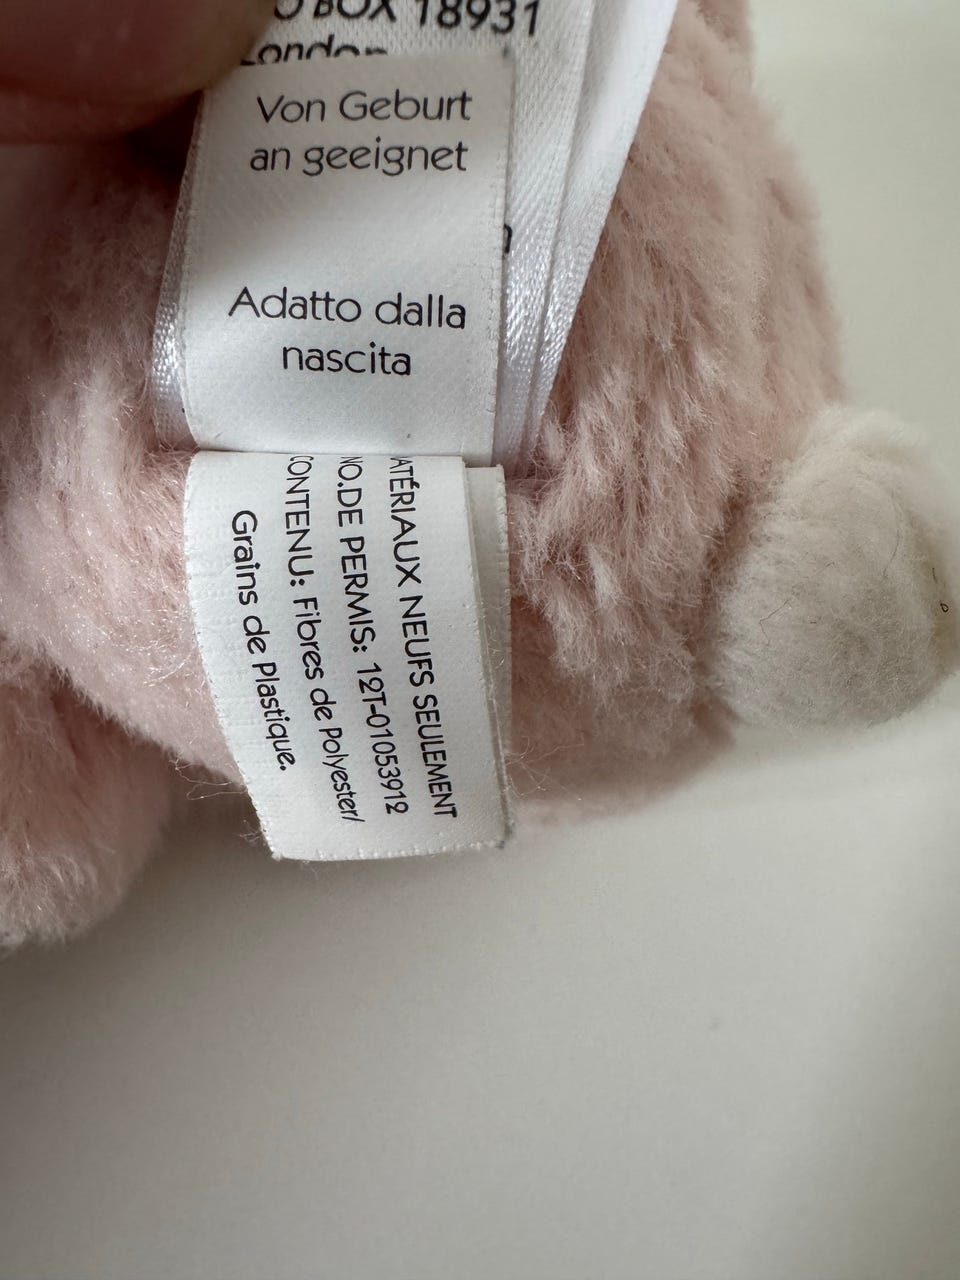 BOX 18931
London
Von Geburt
an geeignet
Adatto dalla
nascita
MATÉRIAUX NEUFS SEULEMENT
NO.DE PERMIS: 12T-01053912
CONTENU: Fibres de Polyester/
Grains de Plastique.